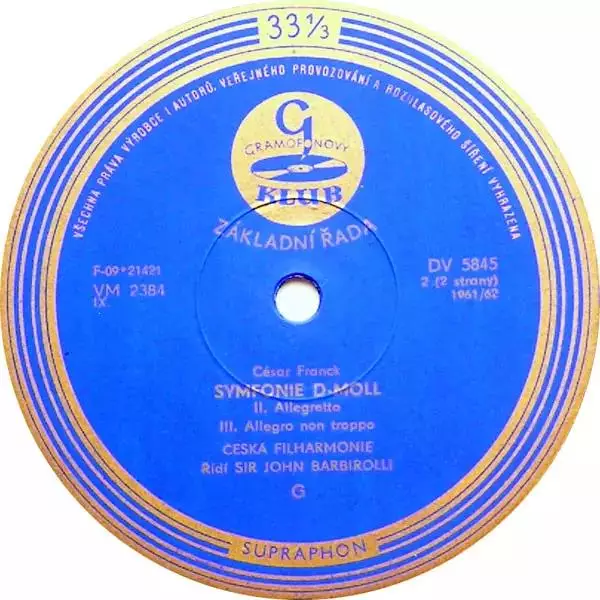 33 1/3
VŠECHNA PRÁVA VÝROBCE I AUTORŮ, VEŘEJNÉHO PROVOZOVÁNÍ A ROZHLASOVÉHO ŠÍŘENÍ VYHRAZENA
G
GRAMOFONOVÝ
KLUB
ZÁKLADNÍ ŘADA
F-09*21421
VM 2384
IX.
DV 5845
2 (2 strany)
1961/62
César Franck
SYMFONIE D-MOLL
II. Allegretto
III. Allegro non troppo
ČESKÁ FILHARMONIE
Řídí SIR JOHN BARBIROLLI
G
SUPRAPHON